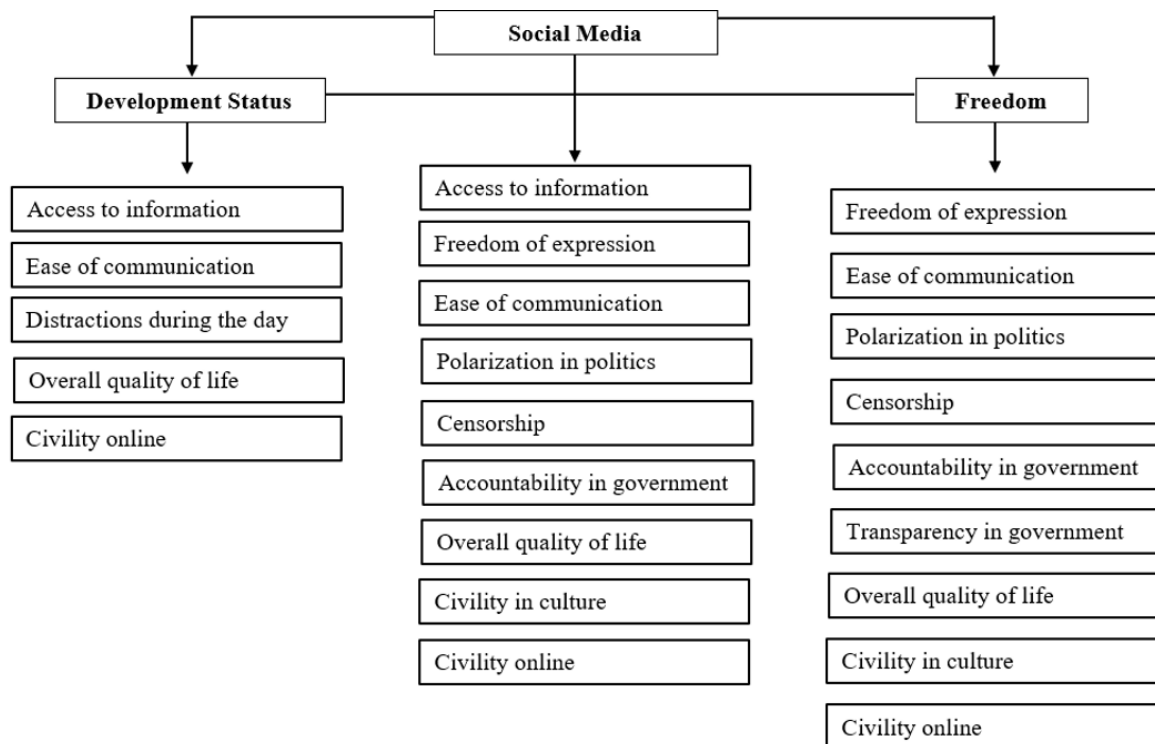 Social Media
Development Status
Freedom
Access to information
Ease of communication
Distractions during the day
Overall quality of life
Civility online
Access to information
Freedom of expression
Ease of communication
Polarization in politics
Censorship
Accountability in government
Overall quality of life
Civility in culture
Civility online
Freedom of expression
Ease of communication
Polarization in politics
Censorship
Accountability in government
Transparency in government
Overall quality of life
Civility in culture
Civility online